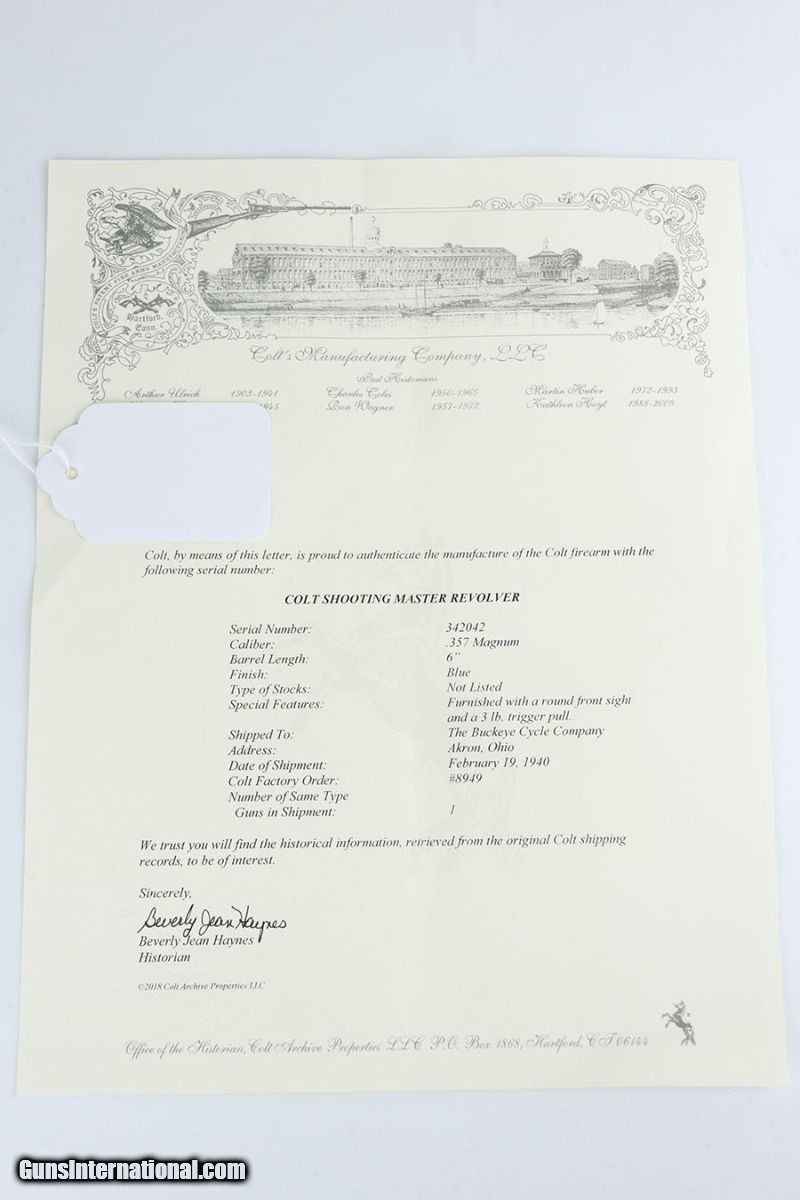 Hartford,
Conn.
Colt's Manufacturing Company, LLC
Past Historians
Arthur Ulrich 1903-1941 Charles Coles 1950-1965 Martin Huber 1972-1993
1945 Ron Wagner 1957-1972 Kathleen Hoyt 1988-2009
Colt, by means of this letter, is proud to authenticate the manufacture of the Colt firearm with the
following serial number:
COLT SHOOTING MASTER REVOLVER
Serial Number: 342042
Caliber: .357 Magnum
Barrel Length: 6"
Finish: Blue
Type of Stocks: Not Listed
Special Features: Furnished with a round front sight
and a 3 lb. trigger pull.
Shipped To: The Buckeye Cycle Company
Address: Akron, Ohio
Date of Shipment: February 19, 1940
Colt Factory Order: #8949
Number of Same Type
Guns in Shipment: 1
We trust you will find the historical information, retrieved from the original Colt shipping
records, to be of interest.
Sincerely,
Beverly Jean Haynes
Beverly Jean Haynes
Historian
©2018 Colt Archive Properties LLC
Office of the Historian, Colt Archive Properties LLC P.O. Box 1868, Hartford, CT 06144
GunsInternational.com